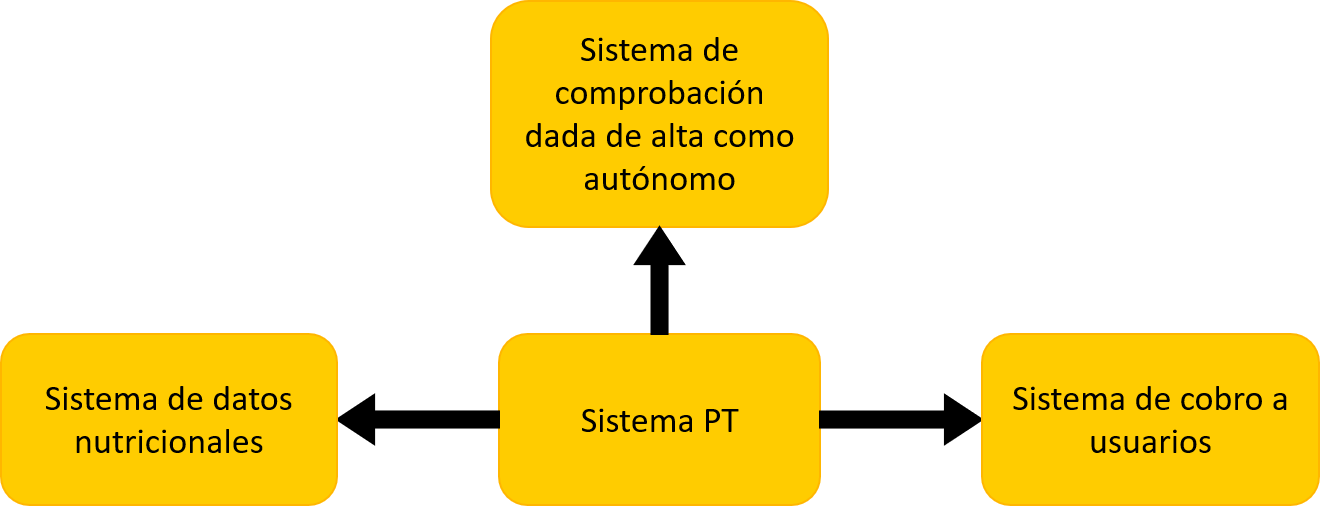 Sistema de
comprobación
dada de alta como
autónomo
Sistema de datos
nutricionales
Sistema PT
Sistema de cobro a
usuarios